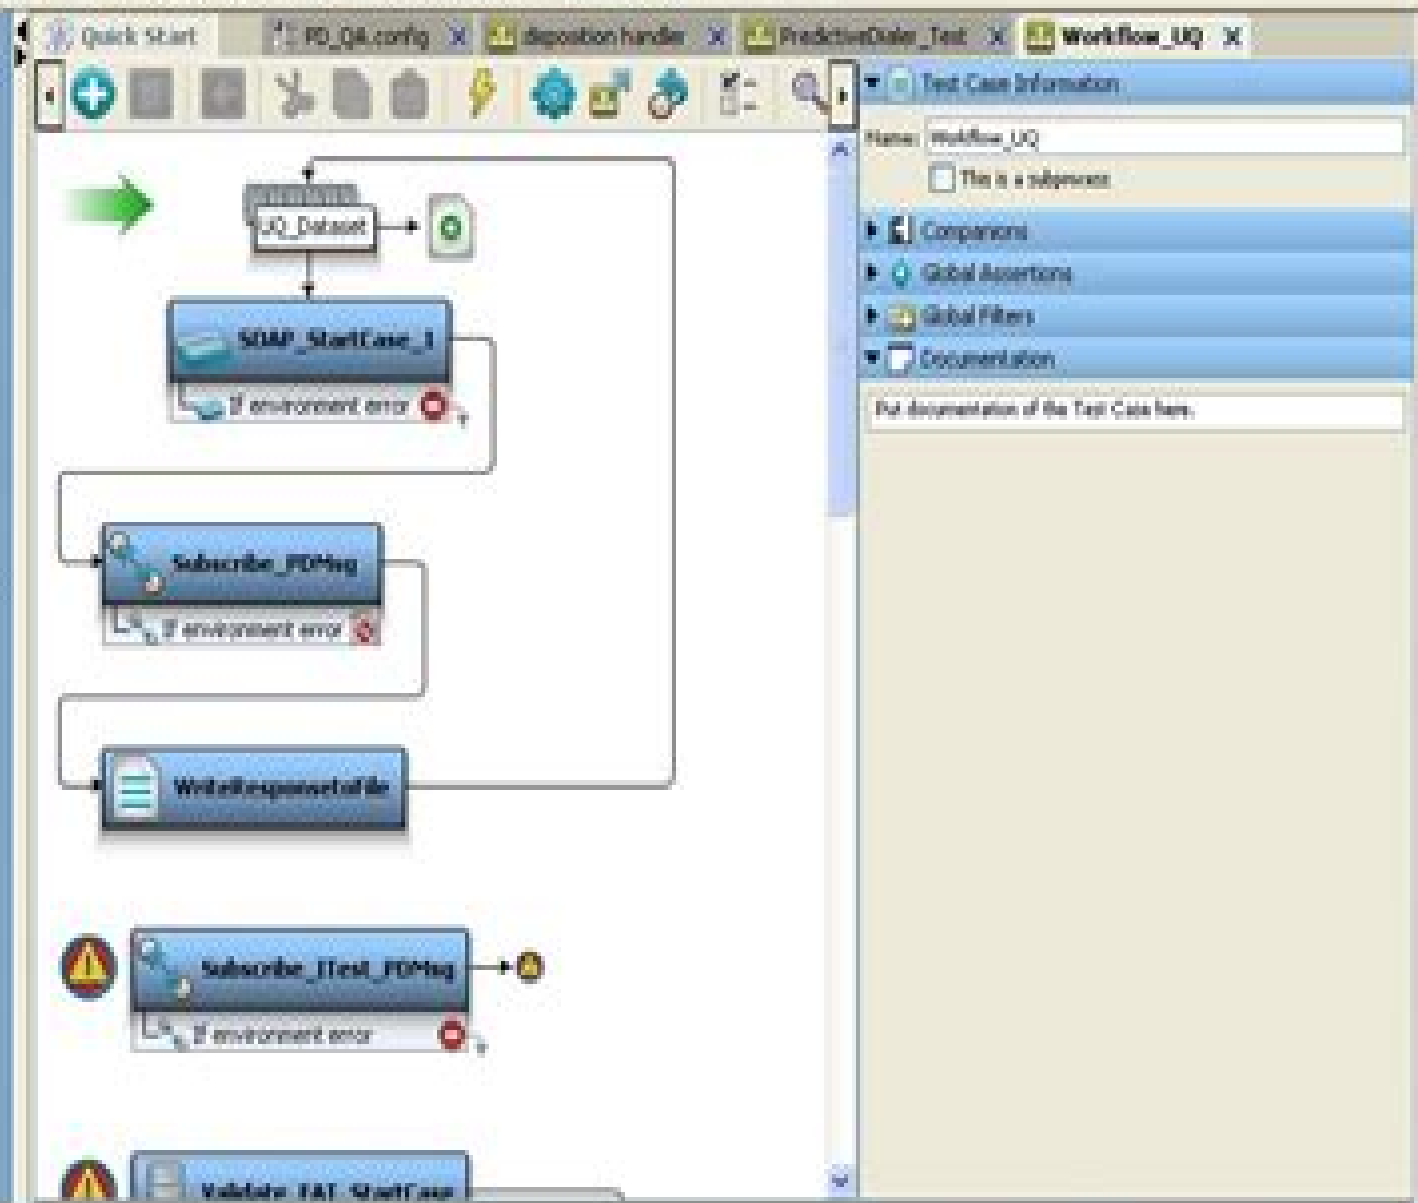 Quick Start
PD_QA.config
disposition handler
PredictiveDialer_Test
Workflow_UQ
Test Case Information
Name: Workflow_UQ
This is a subprocess
Companions
Global Assertions
Global Filters
Documentation
Put documentation of the Test Case here.
UQ_Dataset
SOAP_StartCase_1
If environment error
Subscribe_PDMsg
If environment error
WriteResponsetoFile
Subscribe_ITest_PDMsg
If environment error
Validate_FAT_StartCase